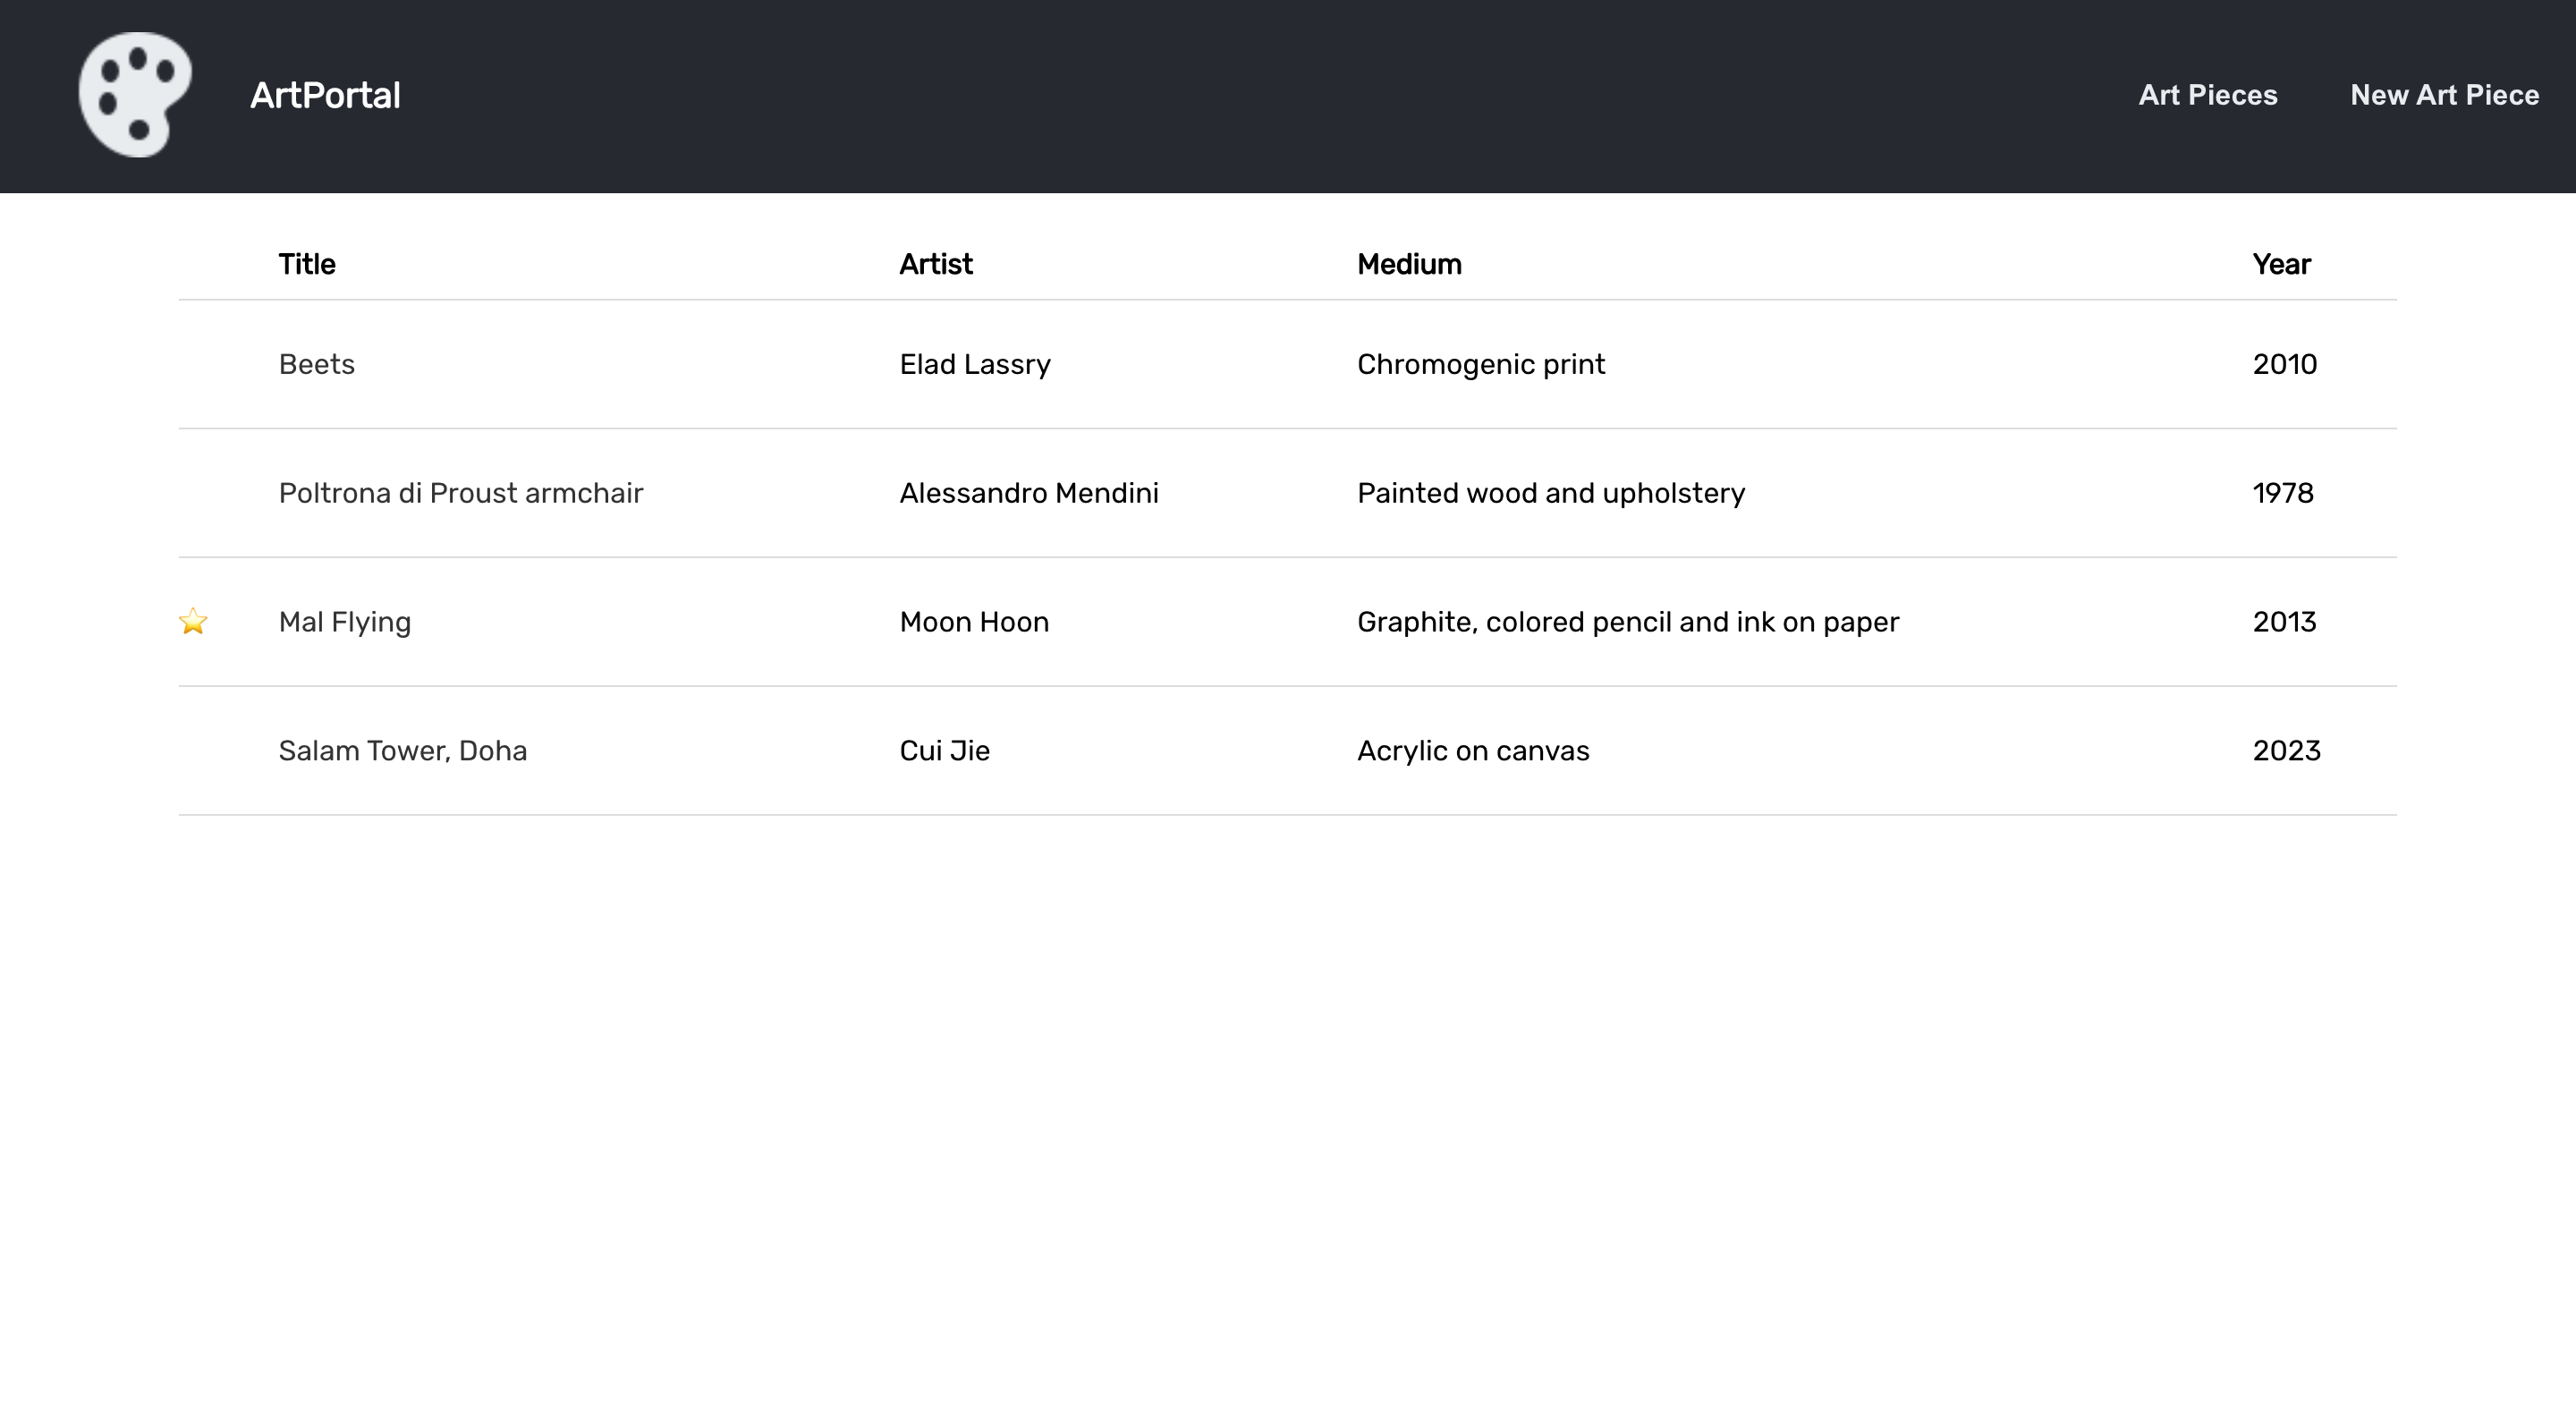 ArtPortal Art Pieces New Art Piece
Title Artist Medium Year
Beets Elad Lassry Chromogenic print 2010
Poltrona di Proust armchair Alessandro Mendini Painted wood and upholstery 1978
⭐ Mal Flying Moon Hoon Graphite, colored pencil and ink on paper 2013
Salam Tower, Doha Cui Jie Acrylic on canvas 2023